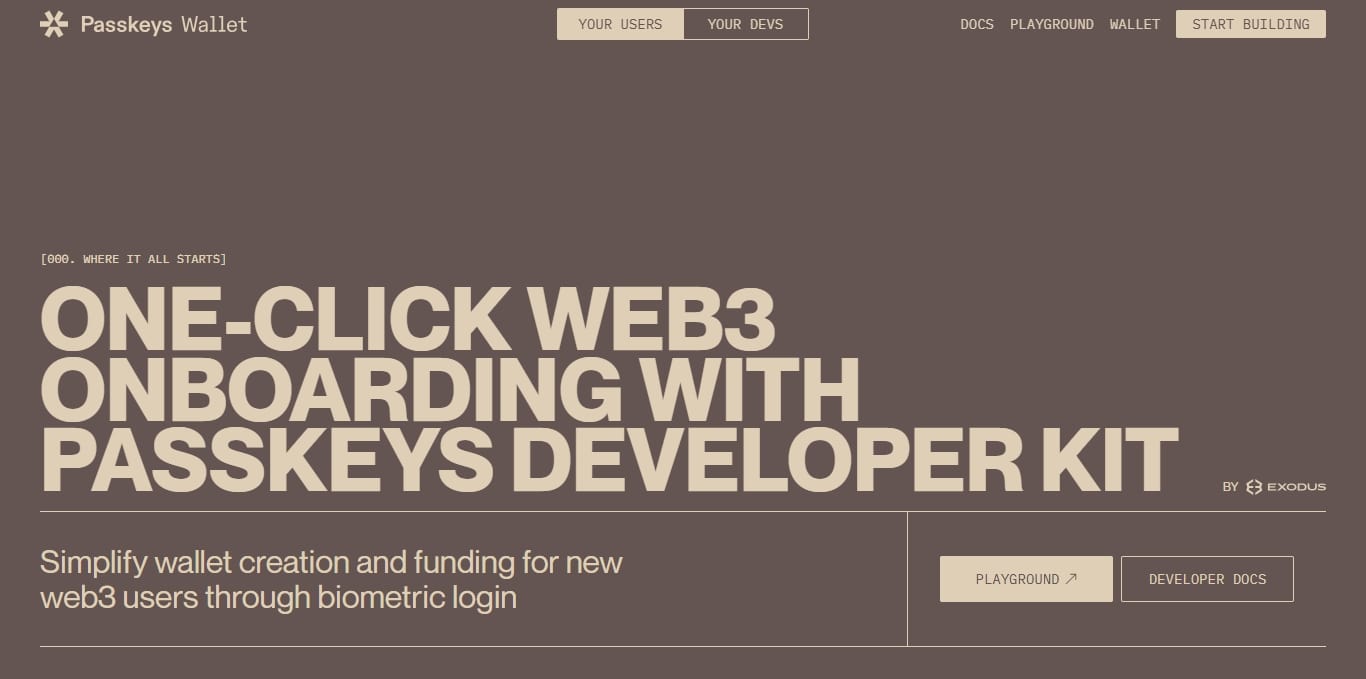 Passkeys Wallet
YOUR USERS
YOUR DEVS
DOCS
PLAYGROUND
WALLET
START BUILDING
[000. WHERE IT ALL STARTS]
ONE-CLICK WEB3
ONBOARDING WITH
PASSKEYS DEVELOPER KIT
BY EXODUS
Simplify wallet creation and funding for new
web3 users through biometric login
PLAYGROUND ↗
DEVELOPER DOCS